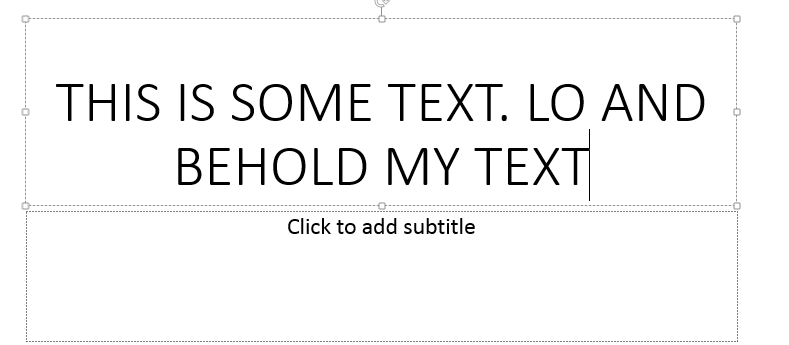 THIS IS SOME TEXT. LO AND
BEHOLD MY TEXT
Click to add subtitle